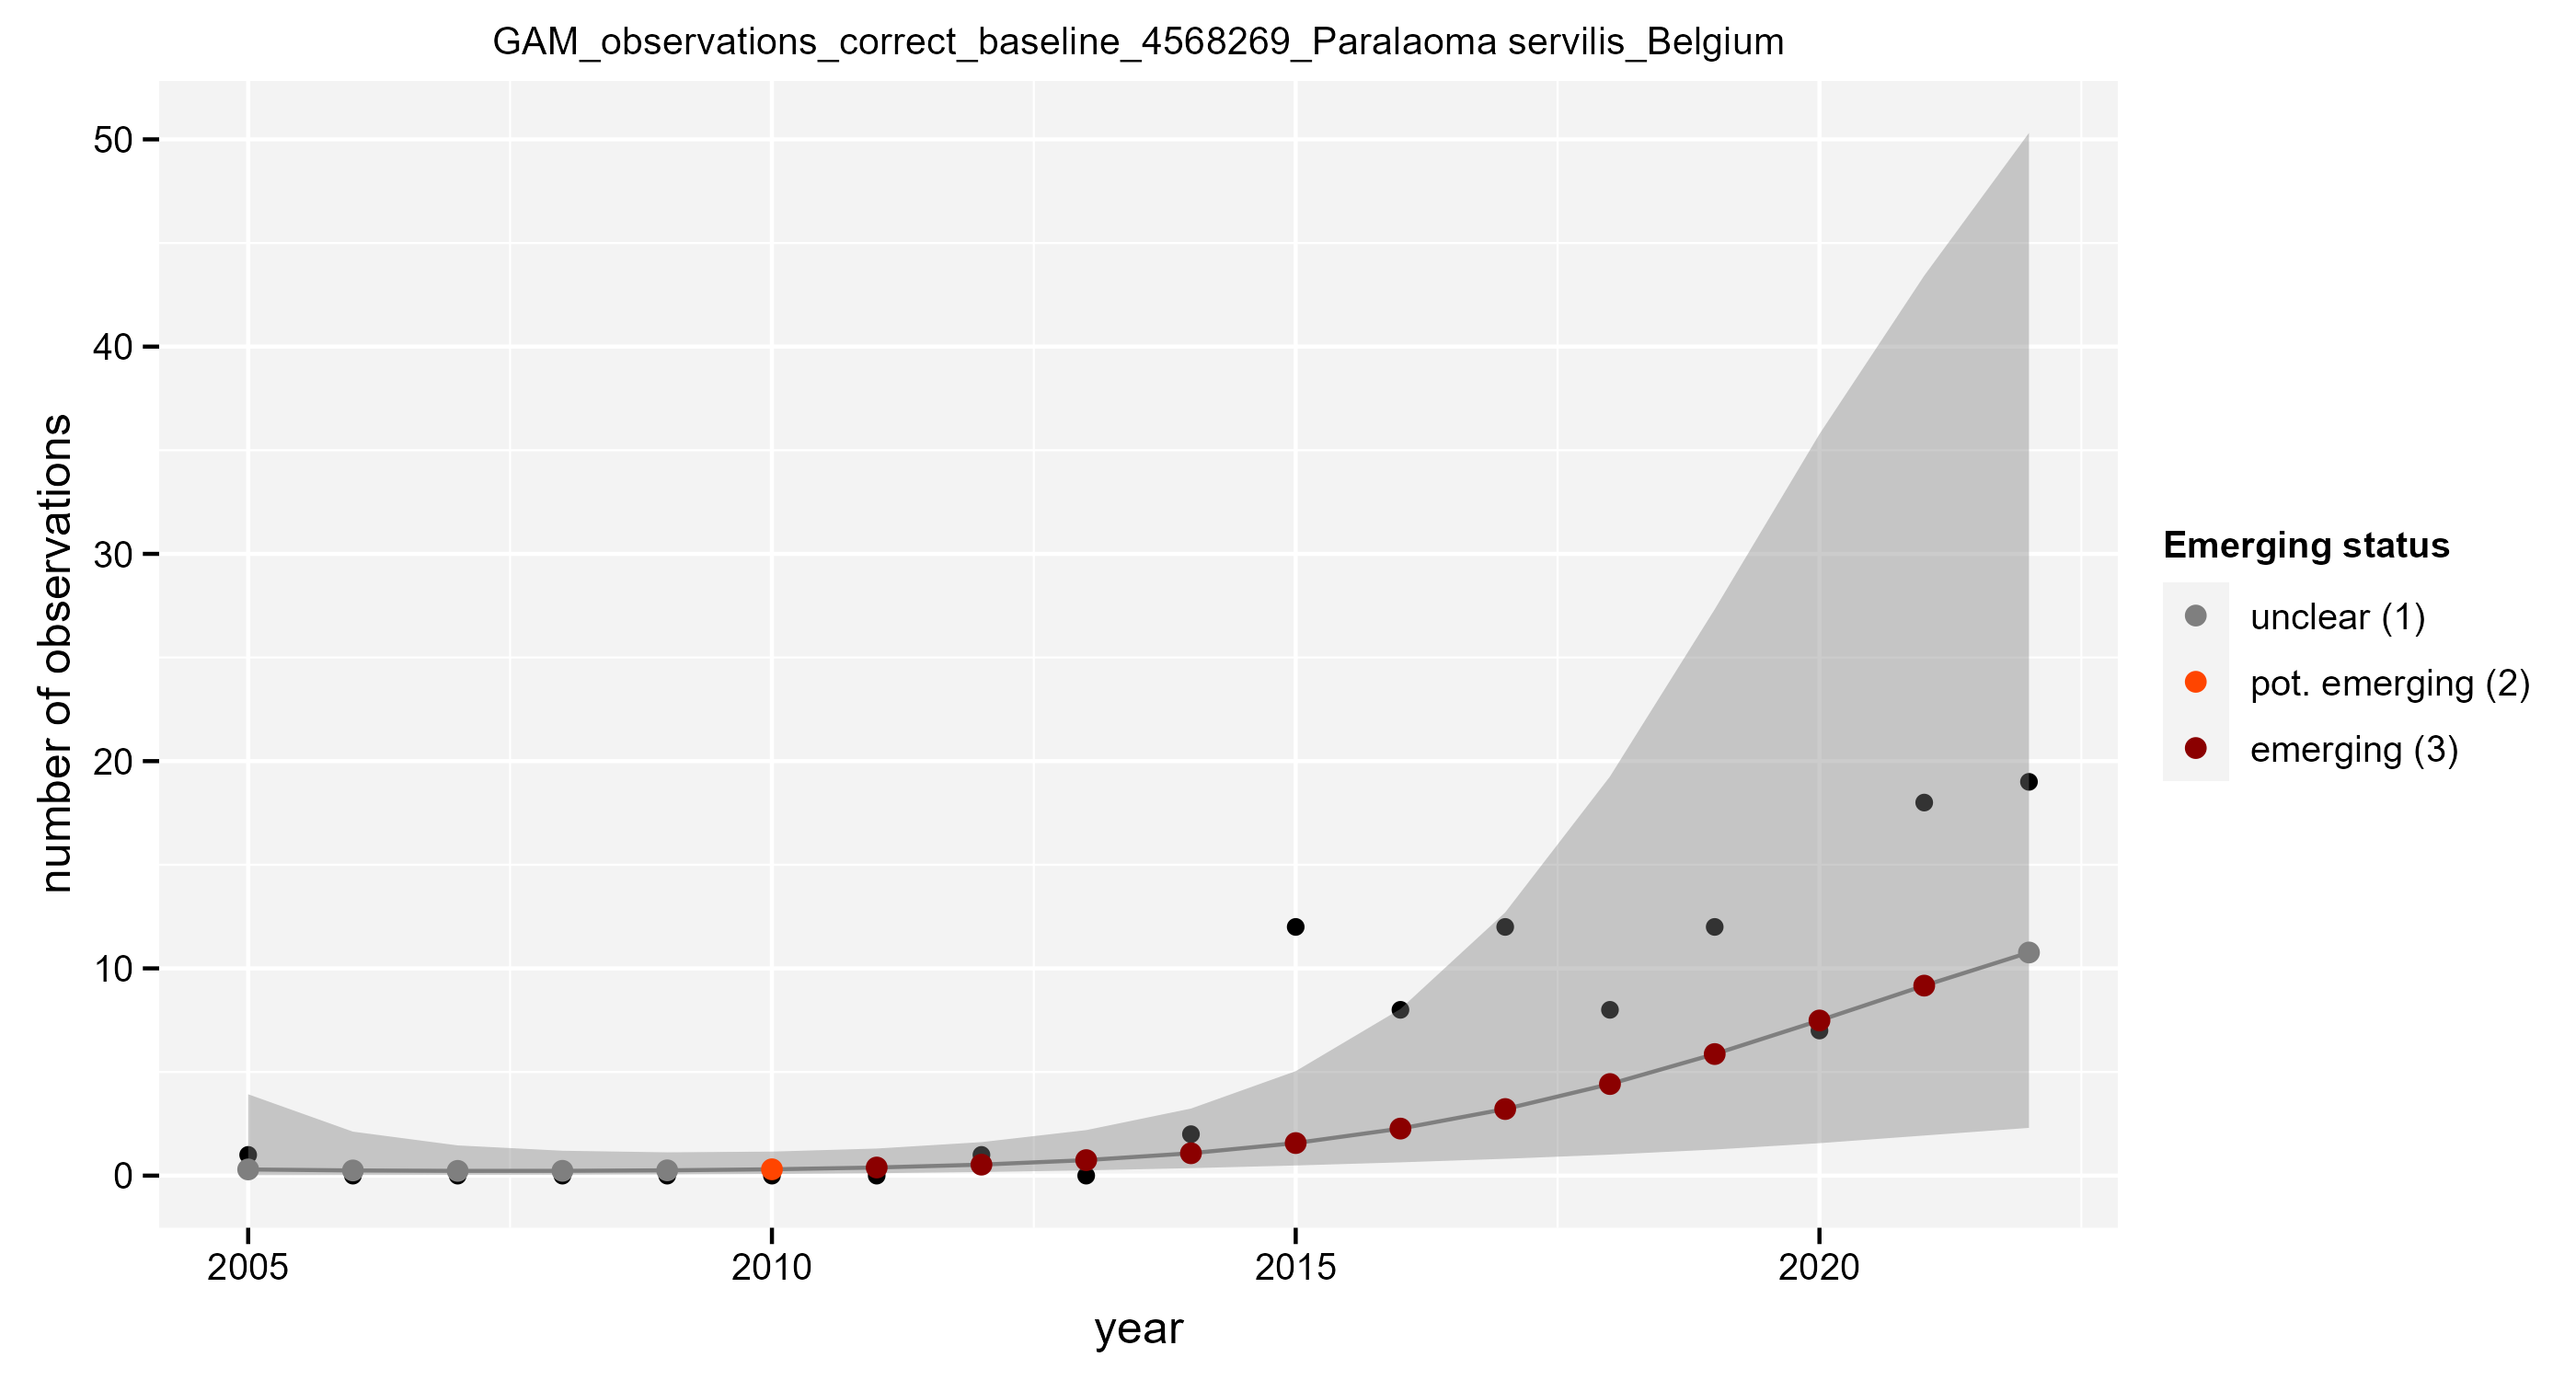 GAM_observations_correct_baseline_4568269_Paralaoma servilis_Belgium
50
40
30
20
10
0
number of observations
2005 2010 2015 2020
year
Emerging status
unclear (1)
pot. emerging (2)
emerging (3)